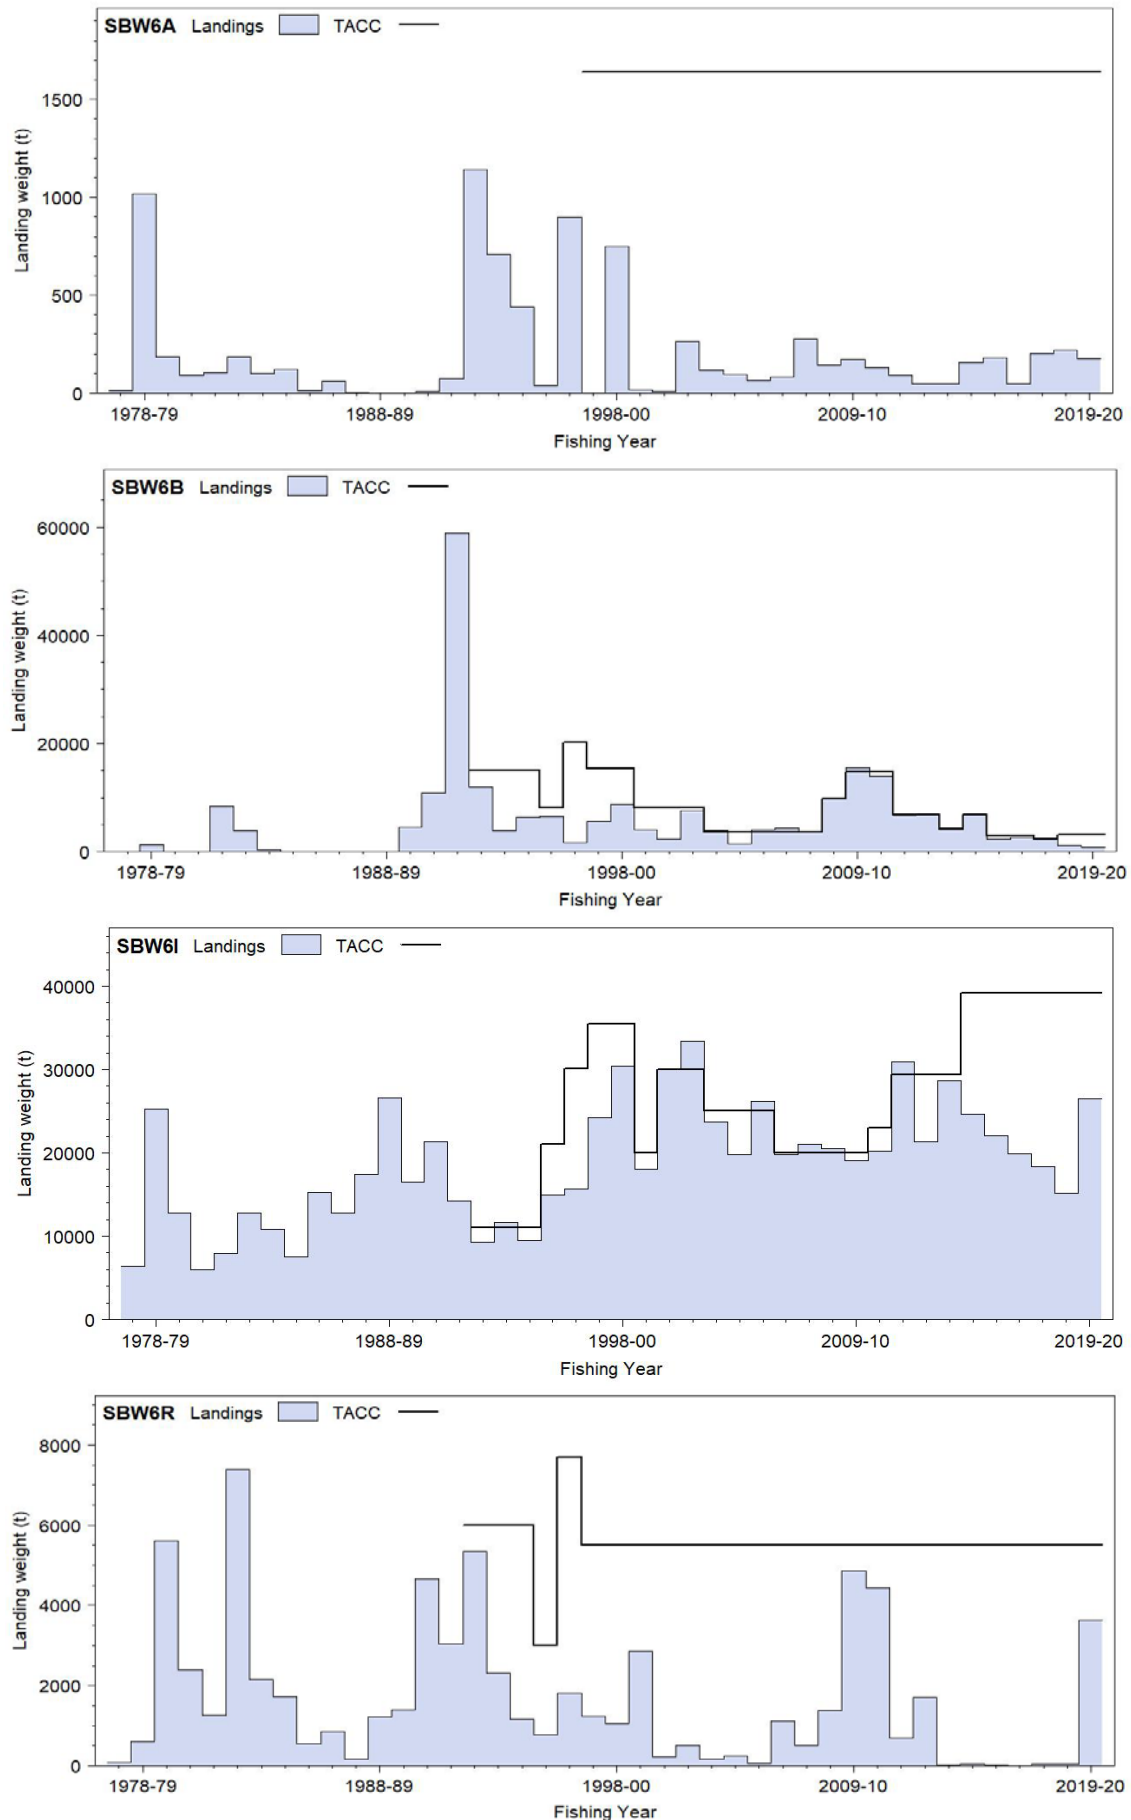 SBW6A Landings TACC
Landing weight (t)
1500
1000
500
0
1978-79 1988-89 1998-00 2009-10 2019-20
Fishing Year
SBW6B Landings TACC
Landing weight (t)
60000
40000
20000
0
1978-79 1988-89 1998-00 2009-10 2019-20
Fishing Year
SBW6I Landings TACC
Landing weight (t)
40000
30000
20000
10000
0
1978-79 1988-89 1998-00 2009-10 2019-20
Fishing Year
SBW6R Landings TACC
Landing weight (t)
8000
6000
4000
2000
0
1978-79 1988-89 1998-00 2009-10 2019-20
Fishing Year